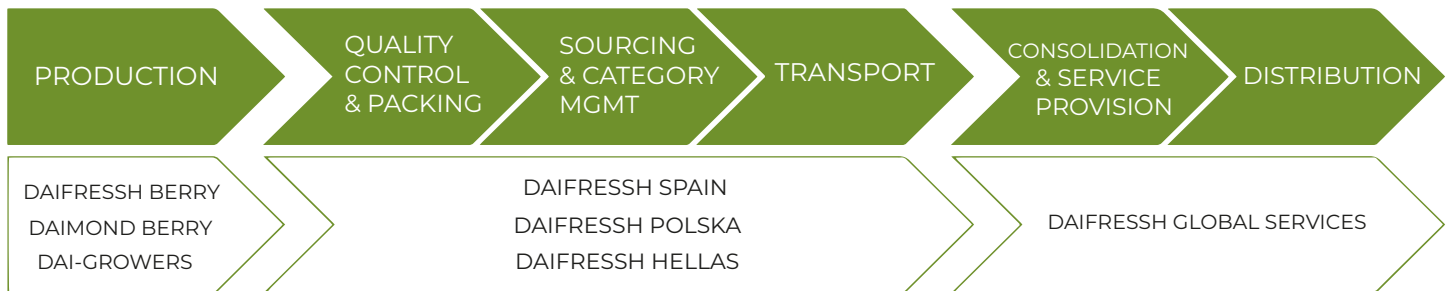 PRODUCTION
QUALITY
CONTROL
& PACKING
SOURCING
& CATEGORY
MGMT
TRANSPORT
CONSOLIDATION
& SERVICE
PROVISION
DISTRIBUTION
DAIFRESSH BERRY
DAIMOND BERRY
DAI-GROWERS
DAIFRESSH SPAIN
DAIFRESSH POLSKA
DAIFRESSH HELLAS
DAIFRESSH GLOBAL SERVICES